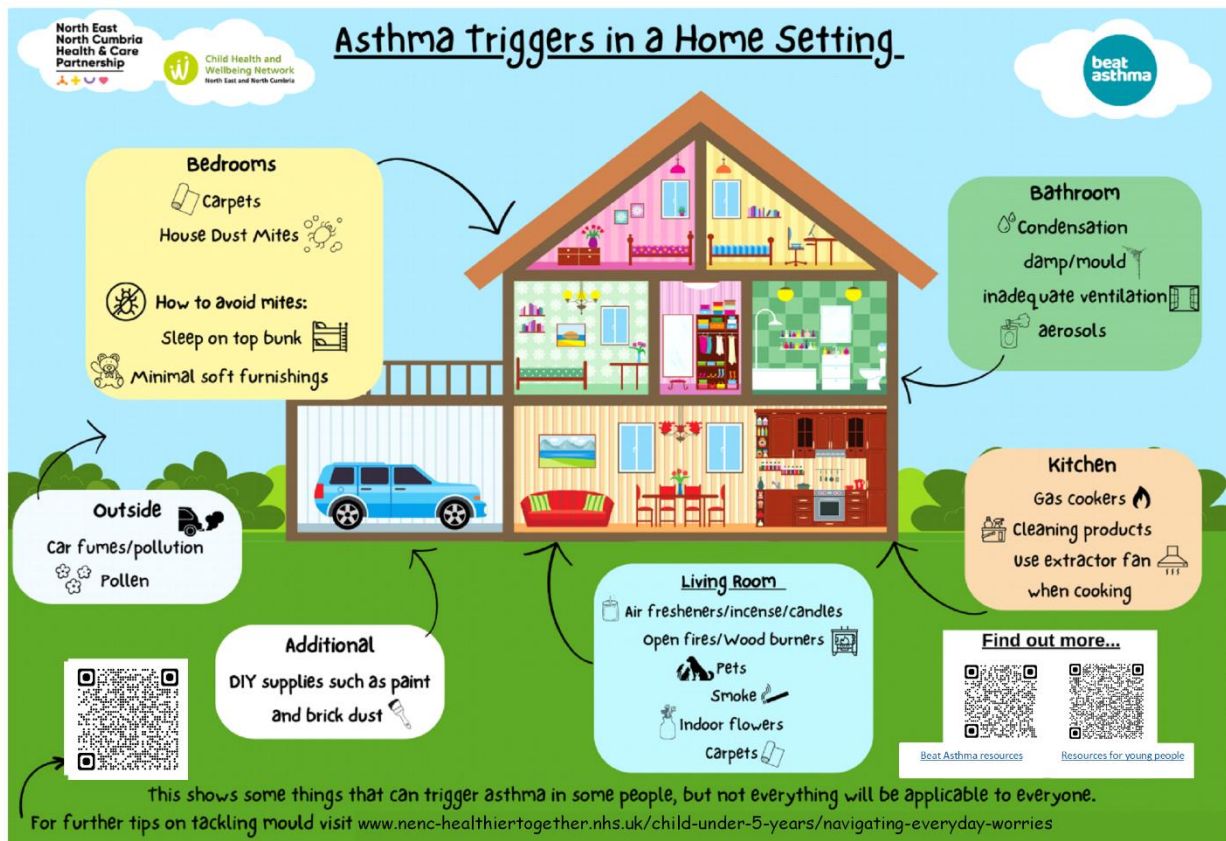 North East
North Cumbria
Health & Care
Partnership
Child Health and
Wellbeing Network
North East and North Cumbria
Asthma Triggers in a Home Setting
beat
asthma
Bedrooms
Carpets
House Dust Mites
How to avoid mites:
Sleep on top bunk
Minimal soft furnishings
Bathroom
Condensation
damp/mould
inadequate ventilation
aerosols
Outside
Car fumes/pollution
Pollen
Kitchen
Gas cookers
Cleaning products
use extractor fan
when cooking
Additional
DIY supplies such as paint
and brick dust
Living Room
Air fresheners/incense/candles
Open fires/Wood burners
Pets
Smoke
Indoor flowers
Carpets
Find out more...
Beat Asthma resources
Resources for young people
This shows some things that can trigger asthma in some people, but not everything will be applicable to everyone.
For further tips on tackling mould visit www.nenc-healthiertogether.nhs.uk/child-under-5-years/navigating-everyday-worries